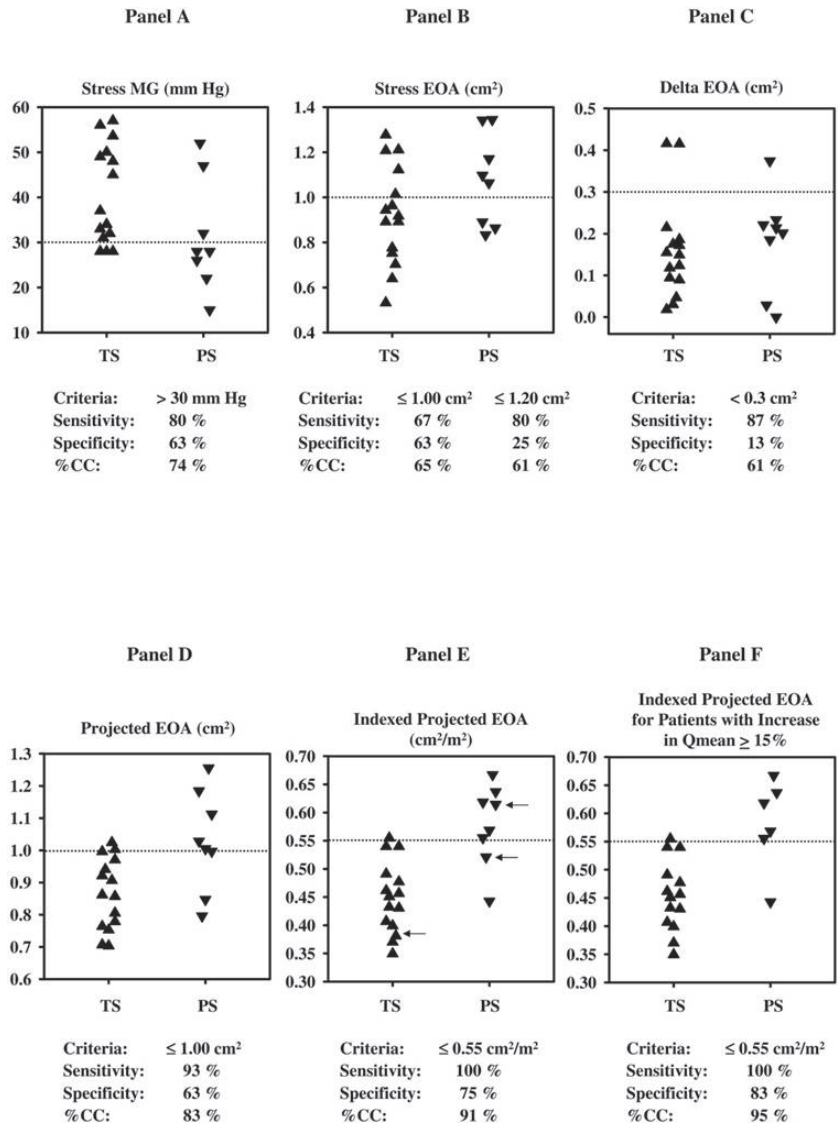 Panel A
Panel B
Panel C
Stress MG (mm Hg)
Stress EOA (cm²)
Delta EOA (cm²)
60
50
40
30
20
10
TS PS
1.4
1.2
1.0
0.8
0.6
0.4
TS PS
0.5
0.4
0.3
0.2
0.1
0.0
TS PS
Criteria: > 30 mm Hg
Sensitivity: 80 %
Specificity: 63 %
%CC: 74 %
Criteria: ≤ 1.00 cm² ≤ 1.20 cm²
Sensitivity: 67 % 80 %
Specificity: 63 % 25 %
%CC: 65 % 61 %
Criteria: < 0.3 cm²
Sensitivity: 87 %
Specificity: 13 %
%CC: 61 %
Panel D
Panel E
Panel F
Projected EOA (cm²)
Indexed Projected EOA
(cm²/m²)
Indexed Projected EOA
for Patients with Increase
in Qmean ≥ 15%
1.3
1.2
1.1
1.0
0.9
0.8
0.7
0.6
TS PS
0.70
0.65
0.60
0.55
0.50
0.45
0.40
0.35
0.30
TS PS
0.70
0.65
0.60
0.55
0.50
0.45
0.40
0.35
0.30
TS PS
Criteria: ≤ 1.00 cm²
Sensitivity: 93 %
Specificity: 63 %
%CC: 83 %
Criteria: ≤ 0.55 cm²/m²
Sensitivity: 100 %
Specificity: 75 %
%CC: 91 %
Criteria: ≤ 0.55 cm²/m²
Sensitivity: 100 %
Specificity: 83 %
%CC: 95 %